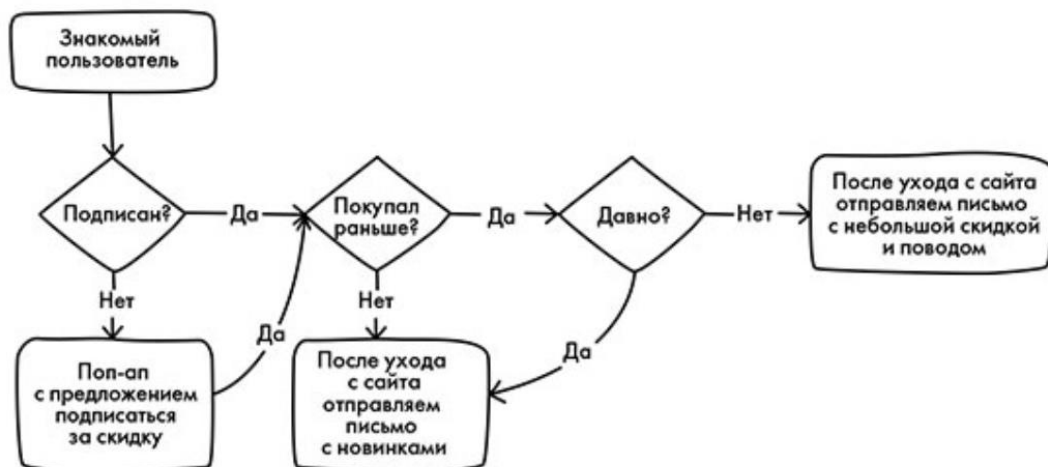 Знакомый
пользователь
Подписан?
Да
Покупал
раньше?
Да
Давно?
Нет
После ухода с сайта
отправляем письмо
с небольшой скидкой
и поводом
Нет
Поп-ап
с предложением
подписаться
за скидку
Да
Нет
После ухода
с сайта
отправляем
письмо
с новинками
Да